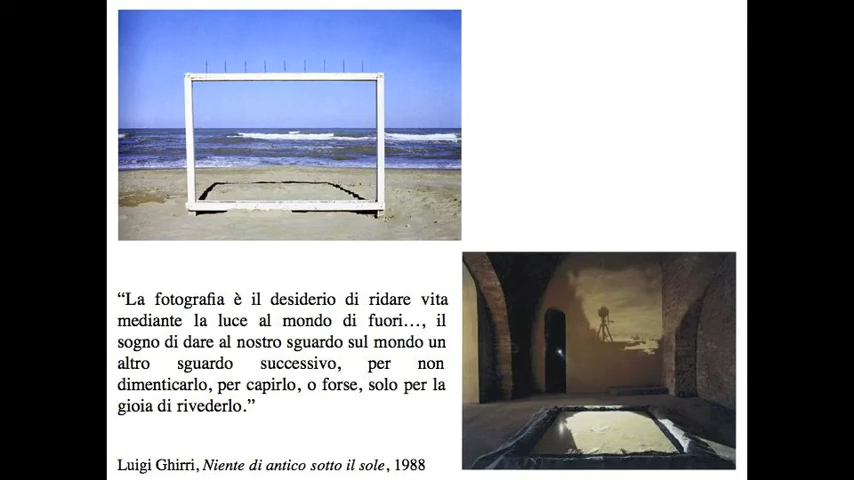 “La fotografia è il desiderio di ridare vita
mediante la luce al mondo di fuori…, il
sogno di dare al nostro sguardo sul mondo un
altro sguardo successivo, per non
dimenticarlo, per capirlo, o forse, solo per la
gioia di rivederlo.”
Luigi Ghirri, Niente di antico sotto il sole, 1988